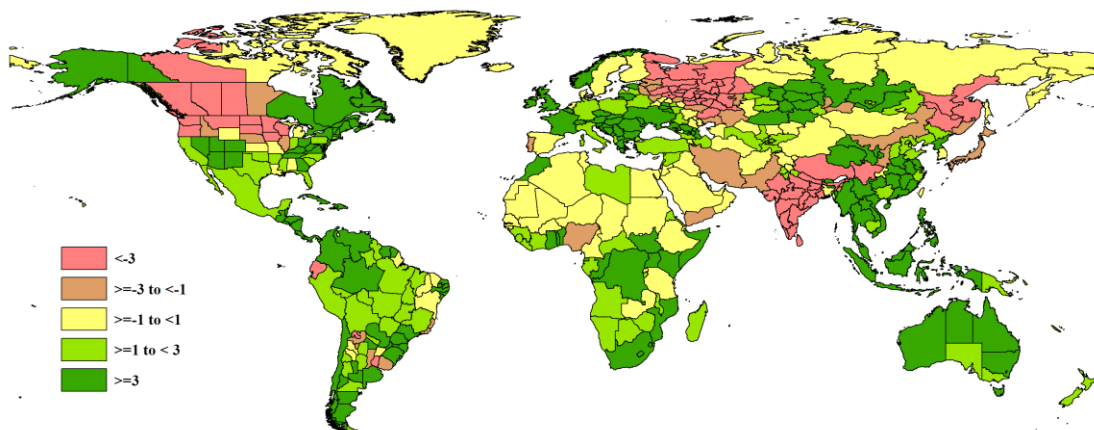 <-3
>=-3 to <-1
>=-1 to <1
>=1 to < 3
>=3